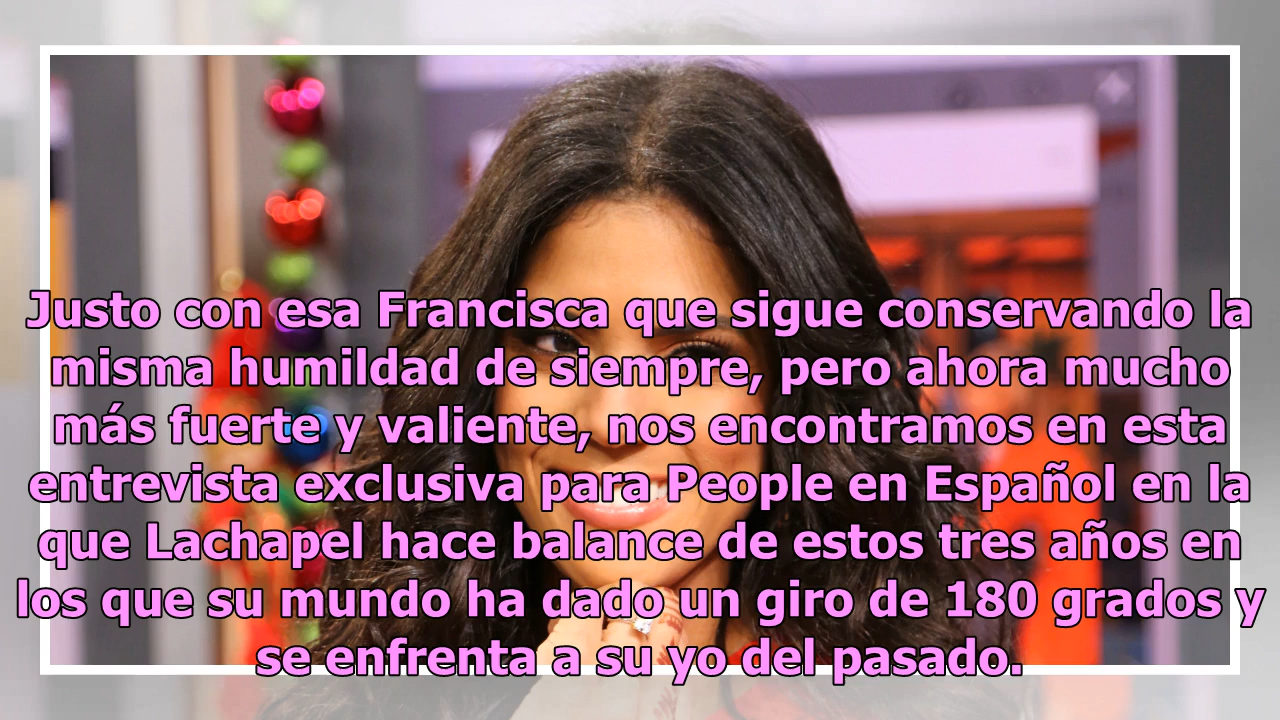 Justo con esa Francisca que sigue conservando la
misma humildad de siempre, pero ahora mucho
más fuerte y valiente, nos encontramos en esta
entrevista exclusiva para People en Español en la
que Lachapel hace balance de estos tres años en
los que su mundo ha dado un giro de 180 grados y
se enfrenta a su yo del pasado.